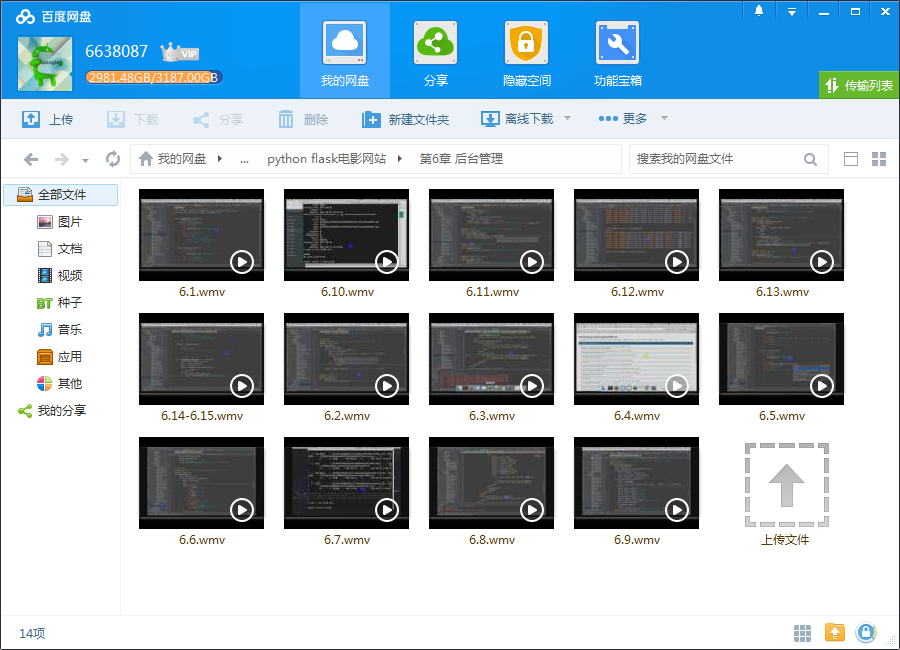 百度网盘
6638087 VIP
2981.48GB/3187.00GB
Google
我的网盘
分享
隐藏空间
功能宝箱
传输列表
上传
下载
分享
删除
新建文件夹
离线下载
更多
我的网盘
...
python flask电影网站
第6章 后台管理
搜索我的网盘文件
全部文件
图片
文档
视频
BT 种子
音乐
应用
其他
我的分享
6.1.wmv
6.10.wmv
6.11.wmv
6.12.wmv
6.13.wmv
6.14-6.15.wmv
6.2.wmv
6.3.wmv
6.4.wmv
6.5.wmv
6.6.wmv
6.7.wmv
6.8.wmv
6.9.wmv
上传文件
14项